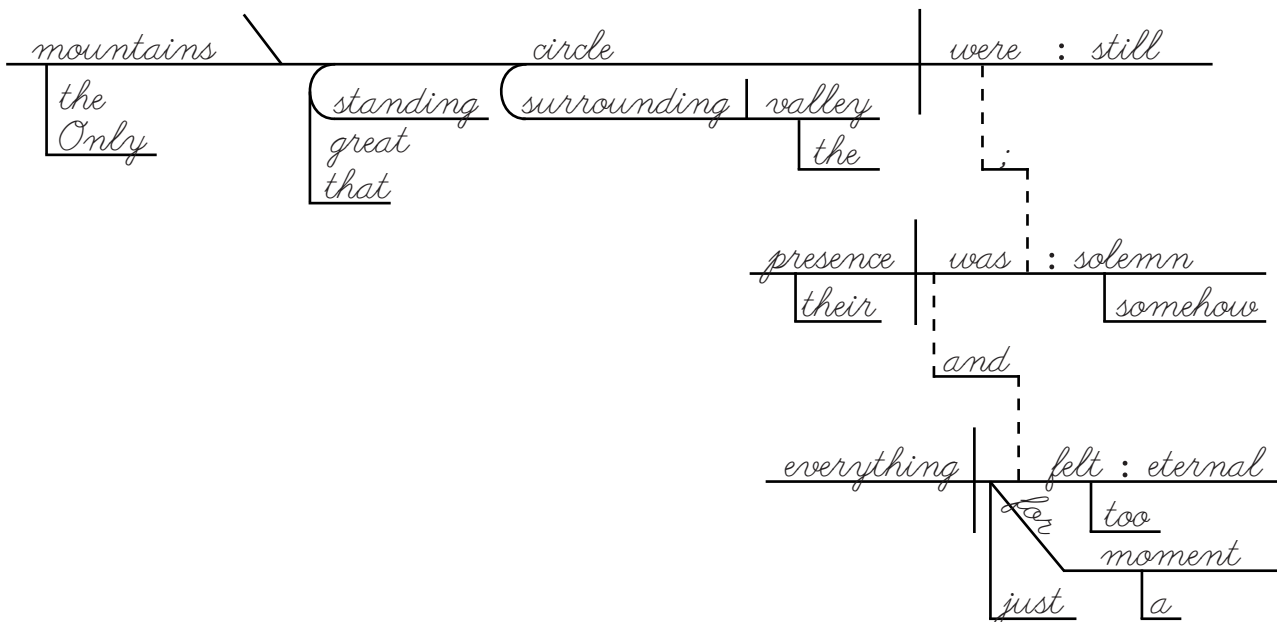 mountains circle were : still
the standing surrounding valley
Only great the
that ;
presence was : solemn
their somehow
and
everything felt : eternal
for too
moment
just a